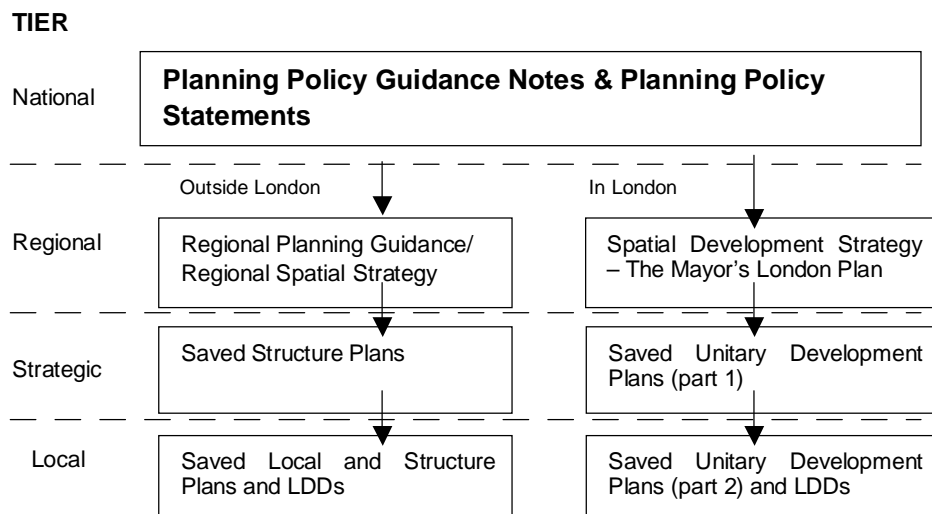 TIER
National
Planning Policy Guidance Notes & Planning Policy
Statements
Outside London
In London
Regional
Regional Planning Guidance/
Regional Spatial Strategy
Spatial Development Strategy
– The Mayor's London Plan
Strategic
Saved Structure Plans
Saved Unitary Development
Plans (part 1)
Local
Saved Local and Structure
Plans and LDDs
Saved Unitary Development
Plans (part 2) and LDDs